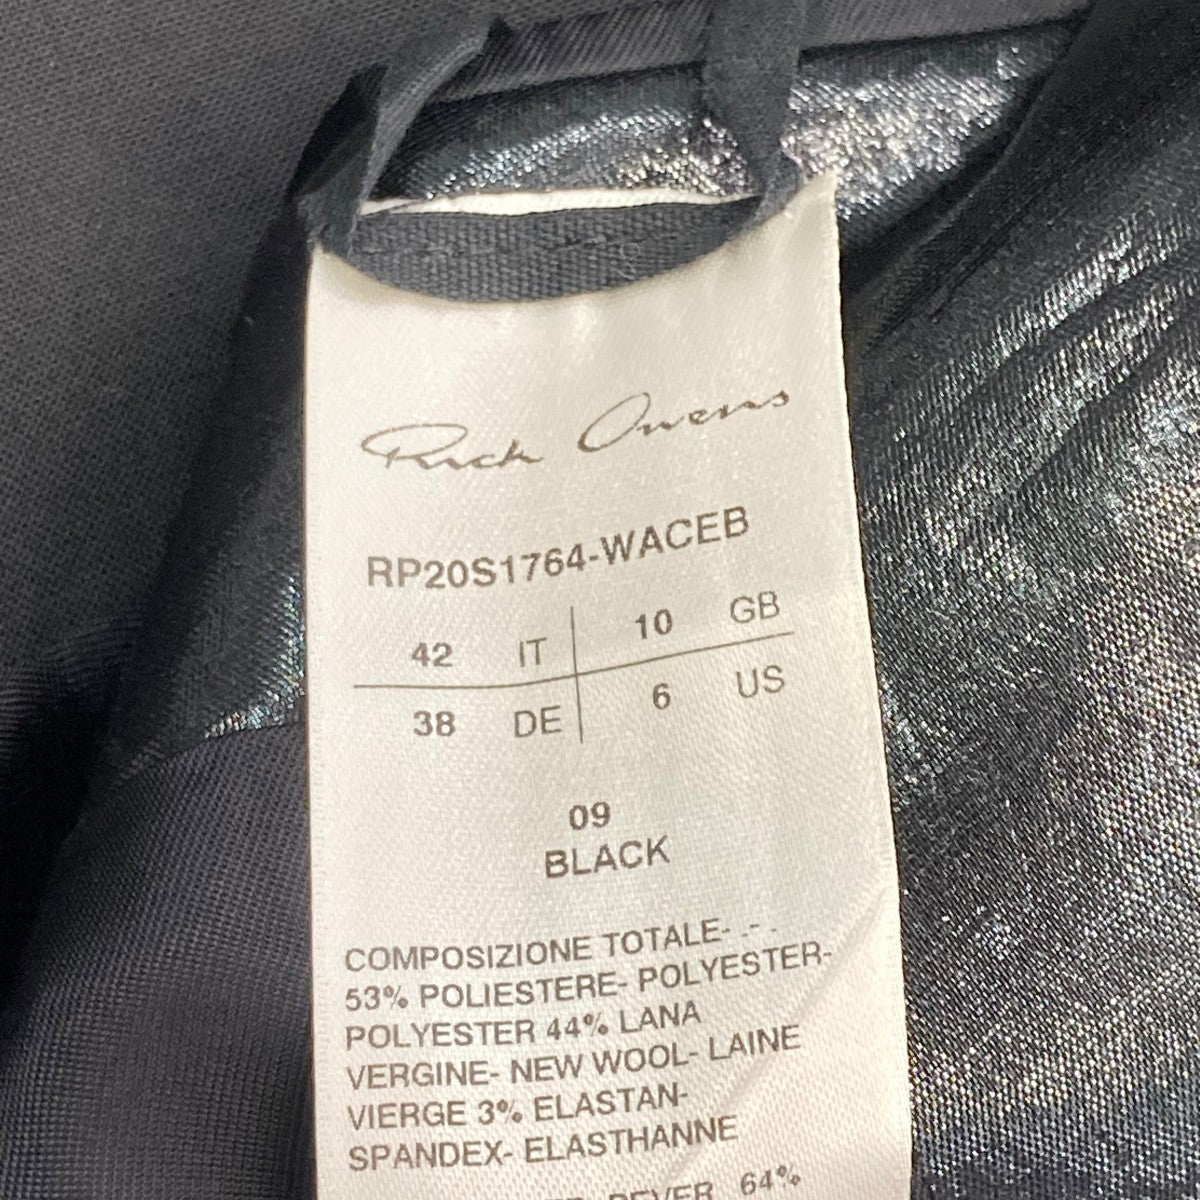 Rick Owens
RP20S1764-WACEB
42 IT 10 GB
38 DE 6 US
09
BLACK
COMPOSIZIONE TOTALE- .- .
53% POLIESTERE- POLYESTER-
POLYESTER 44% LANA
VERGINE- NEW WOOL- LAINE
VIERGE 3% ELASTAN-
SPANDEX- ELASTHANNE
64%